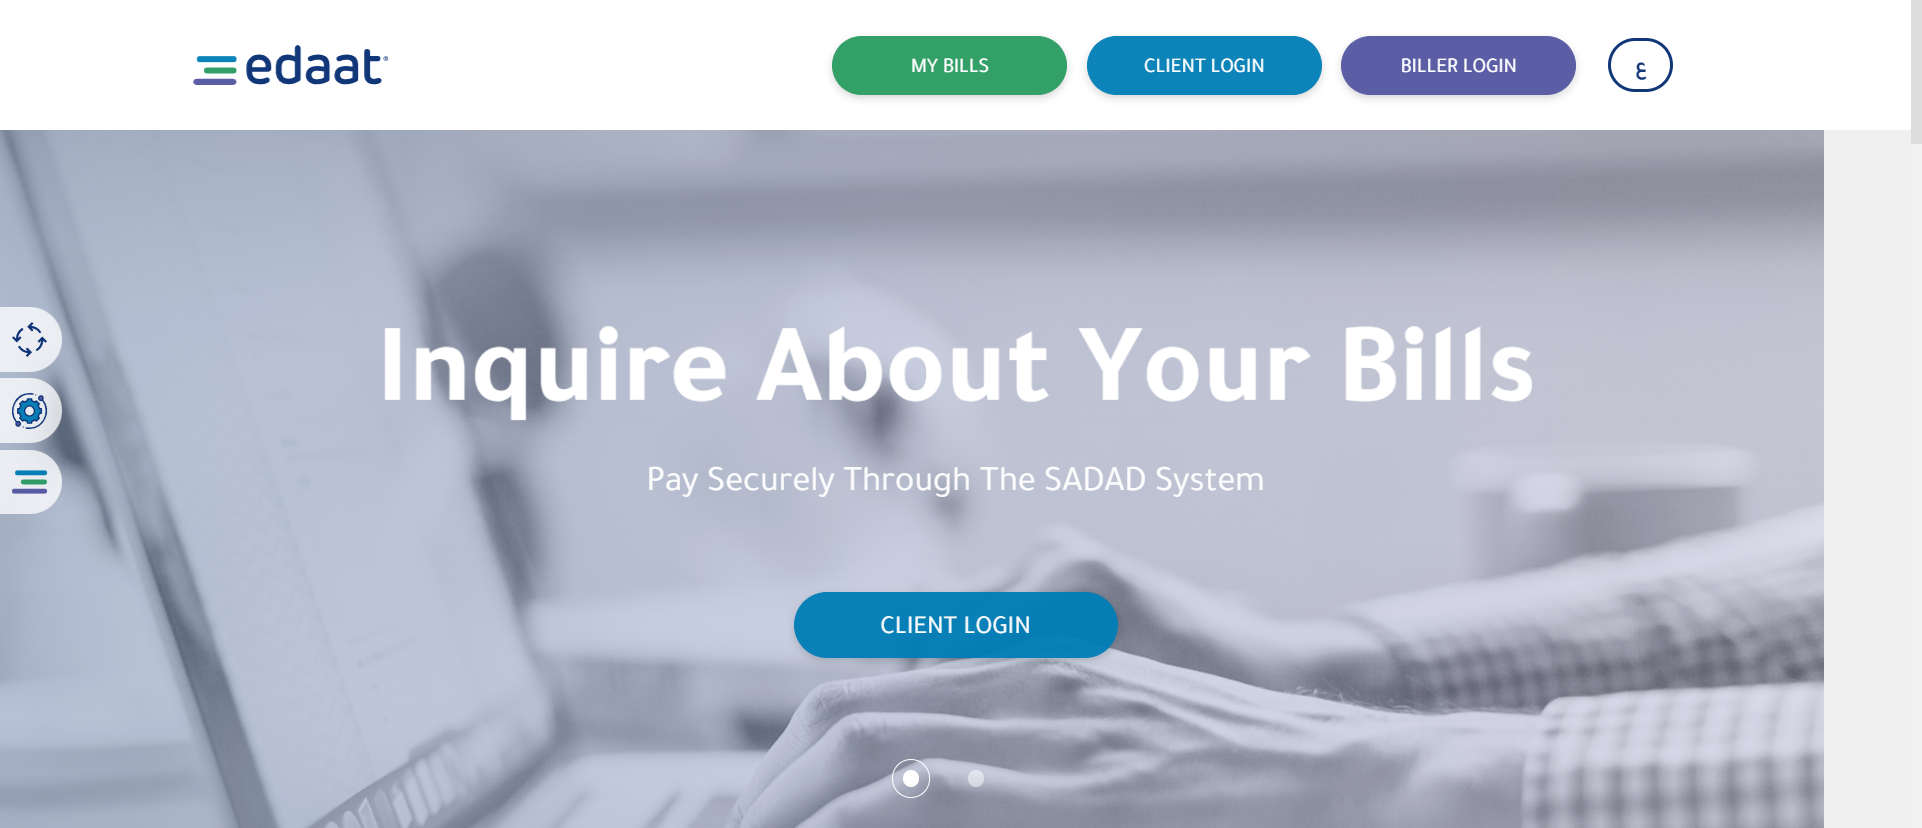 edaat®
MY BILLS
CLIENT LOGIN
BILLER LOGIN
ع
Inquire About Your Bills
Pay Securely Through The SADAD System
CLIENT LOGIN